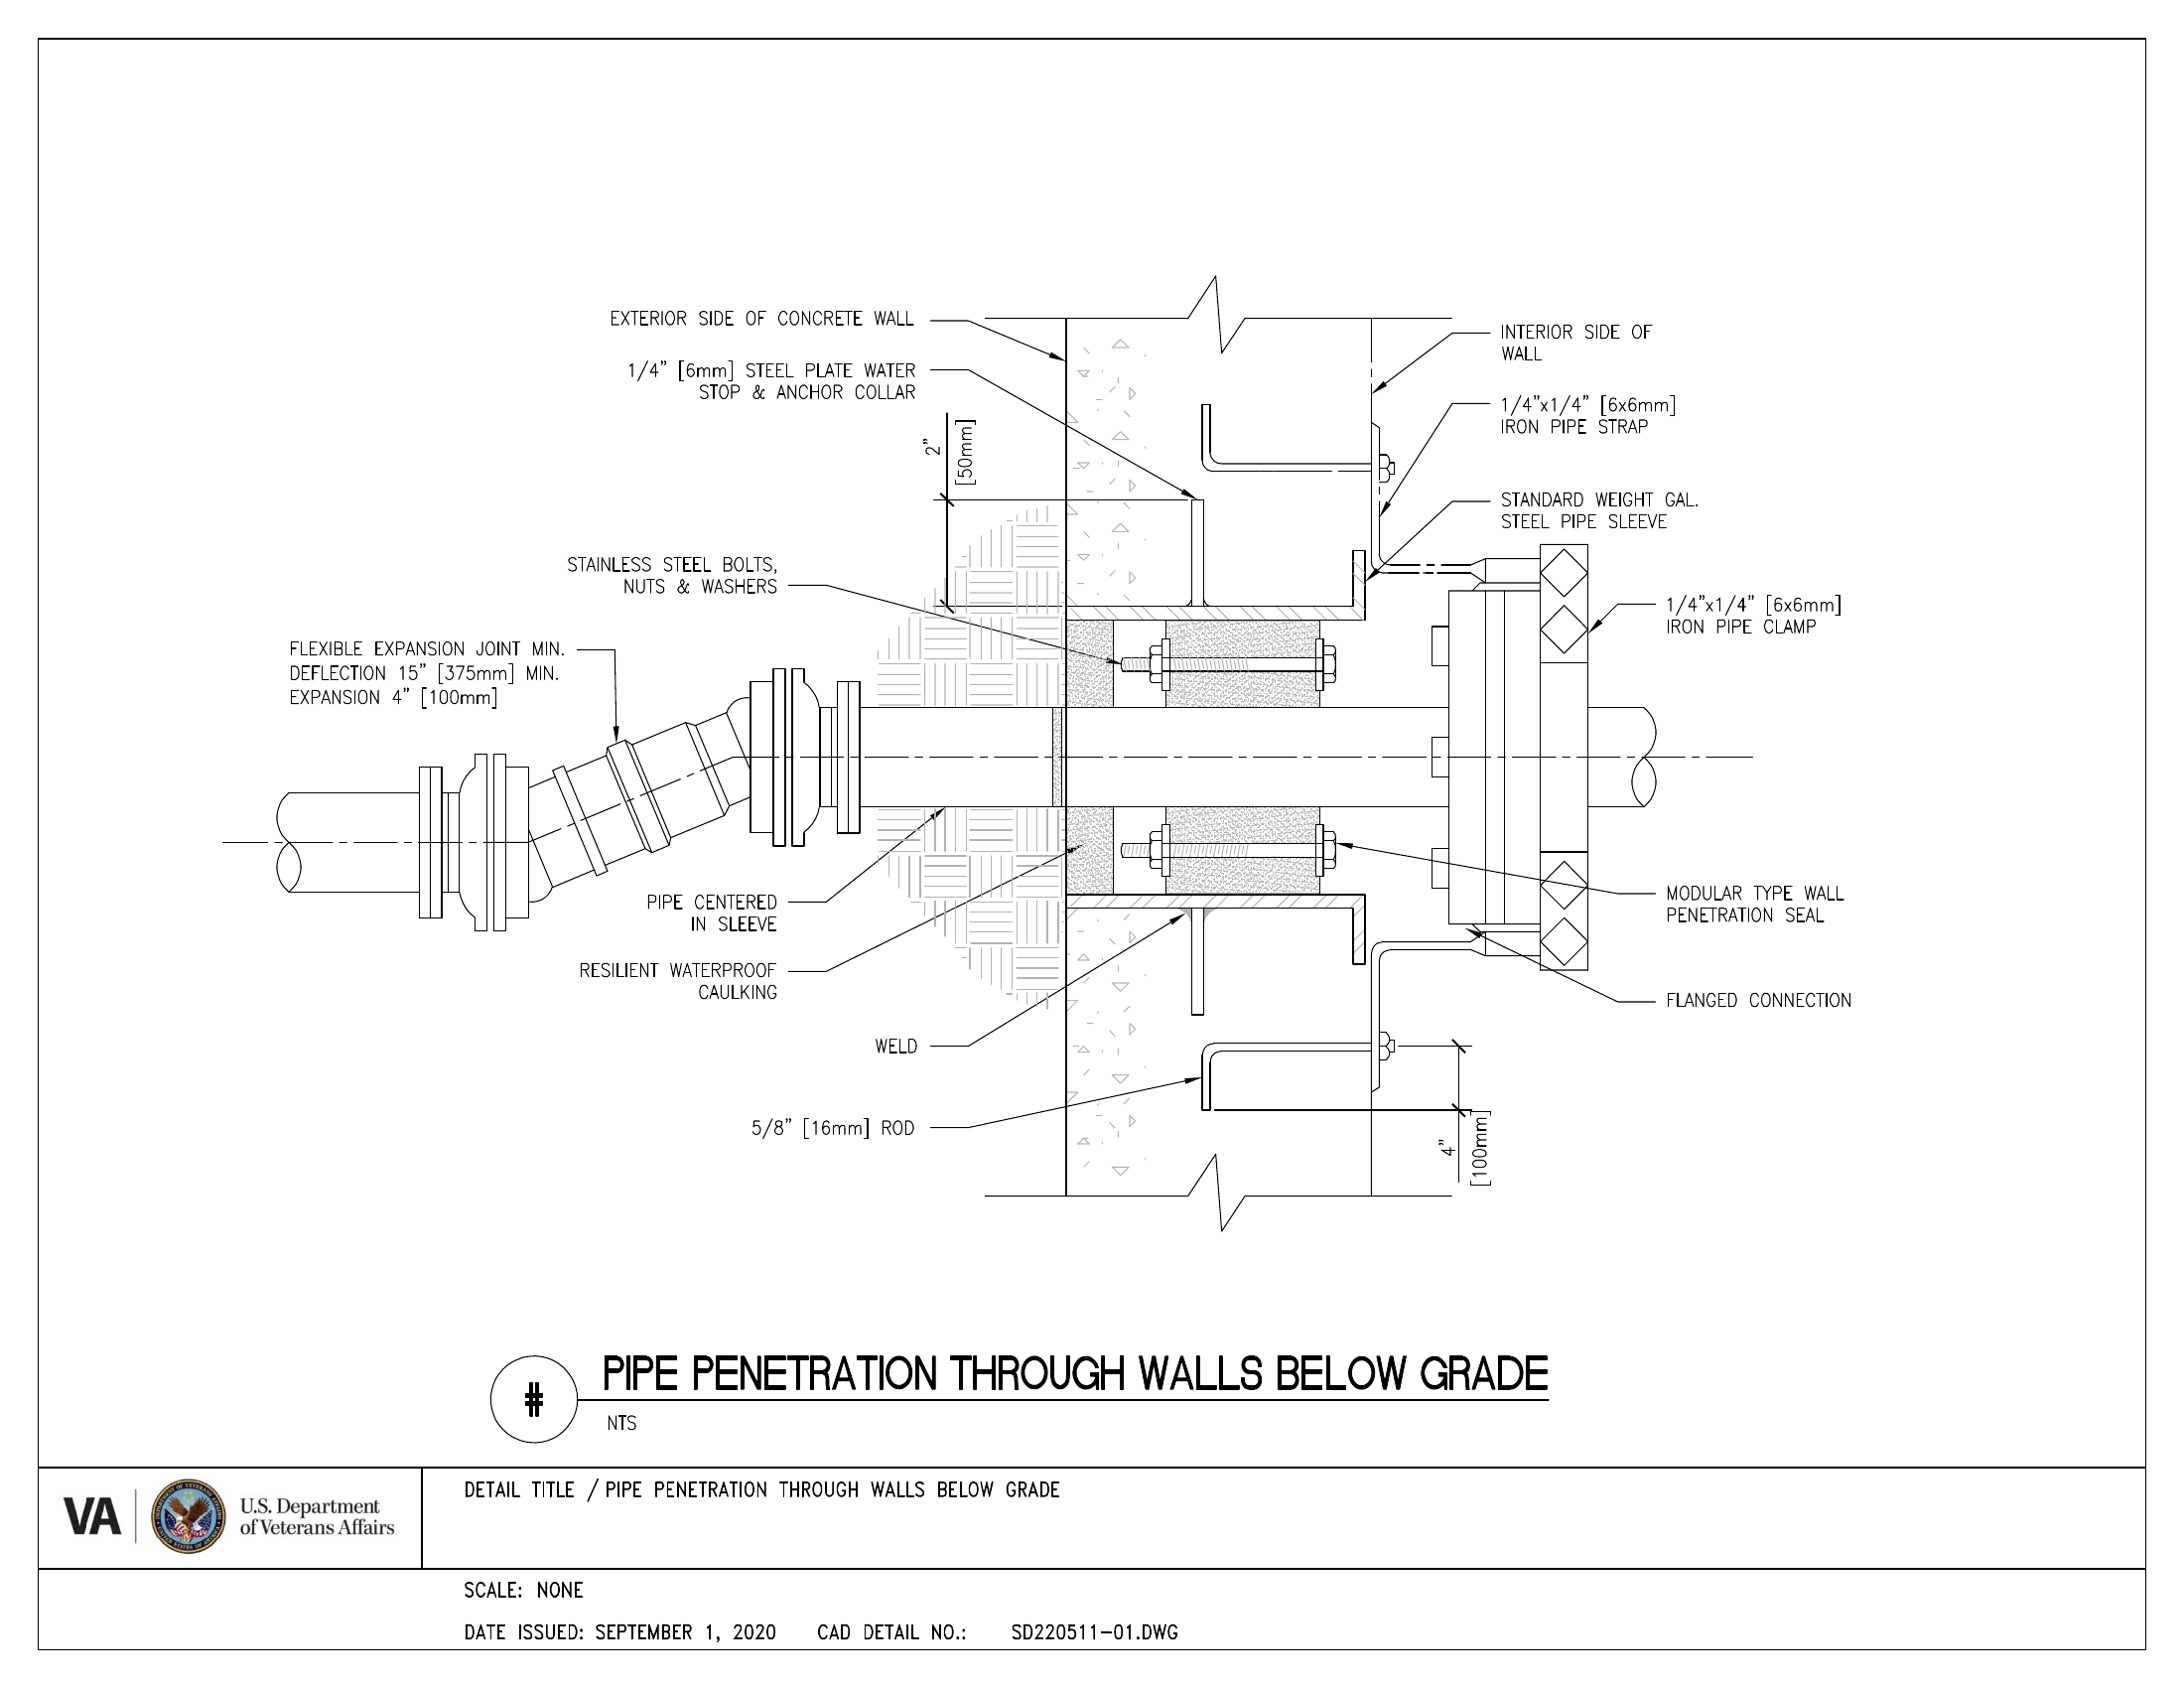 EXTERIOR SIDE OF CONCRETE WALL
1/4" [6mm] STEEL PLATE WATER
STOP & ANCHOR COLLAR
2"
[50mm]
STAINLESS STEEL BOLTS,
NUTS & WASHERS
FLEXIBLE EXPANSION JOINT MIN.
DEFLECTION 15" [375mm] MIN.
EXPANSION 4" [100mm]
PIPE CENTERED
IN SLEEVE
RESILIENT WATERPROOF
CAULKING
WELD
5/8" [16mm] ROD
INTERIOR SIDE OF
WALL
1/4"x1/4" [6x6mm]
IRON PIPE STRAP
STANDARD WEIGHT GAL.
STEEL PIPE SLEEVE
1/4"x1/4" [6x6mm]
IRON PIPE CLAMP
MODULAR TYPE WALL
PENETRATION SEAL
FLANGED CONNECTION
4"
[100mm]
#
PIPE PENETRATION THROUGH WALLS BELOW GRADE
NTS
VA
U.S. Department
of Veterans Affairs
DETAIL TITLE / PIPE PENETRATION THROUGH WALLS BELOW GRADE
SCALE: NONE
DATE ISSUED: SEPTEMBER 1, 2020 CAD DETAIL NO.: SD220511-01.DWG